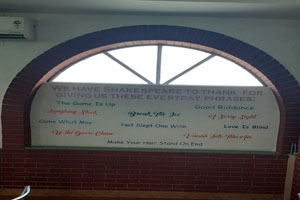 WE HAVE SHAKESPEARE TO THANK FOR
GIVING US THESE EVERYDAY PHRASES!
The Game Is Up
Good Riddance
Break The Ice
A Sorry Sight
Come What May
Not Slept One Wink
Love Is Blind
Wild Goose Chase
Make Your Hair Stand On End